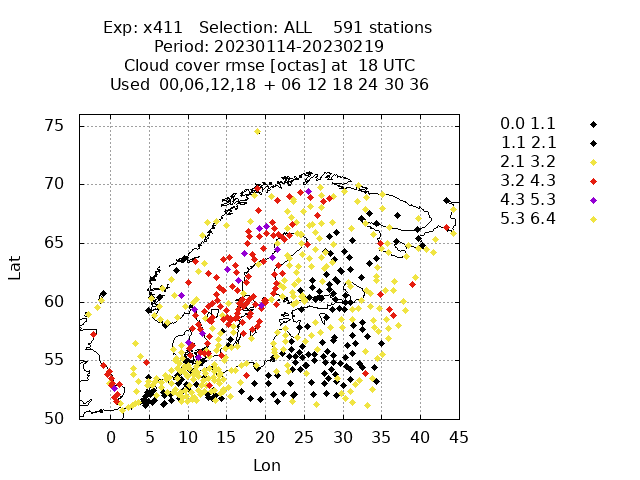 Exp: x411 Selection: ALL 591 stations
Period: 20230114-20230219
Cloud cover rmse [octas] at 18 UTC
Used 00,06,12,18 + 06 12 18 24 30 36
75
70
65
60
55
50
Lat
0 5 10 15 20 25 30 35 40 45
Lon
0.0 1.1
1.1 2.1
2.1 3.2
3.2 4.3
4.3 5.3
5.3 6.4